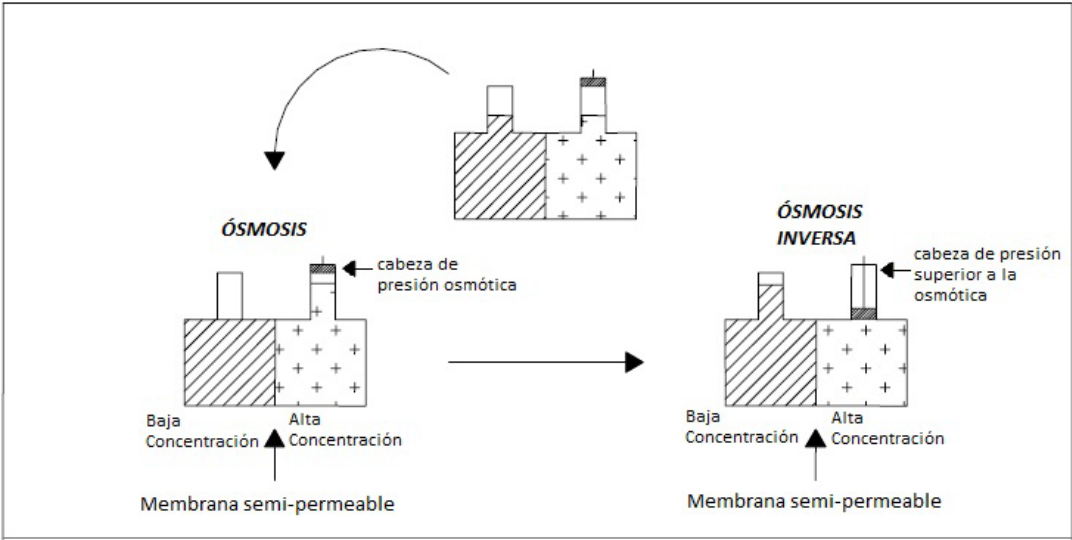 ÓSMOSIS
cabeza de
presión osmótica
Baja
Concentración
Alta
Concentración
Membrana semi-permeable
ÓSMOSIS
INVERSA
cabeza de presión
superior a la
osmótica
Baja
Concentración
Alta
Concentración
Membrana semi-permeable